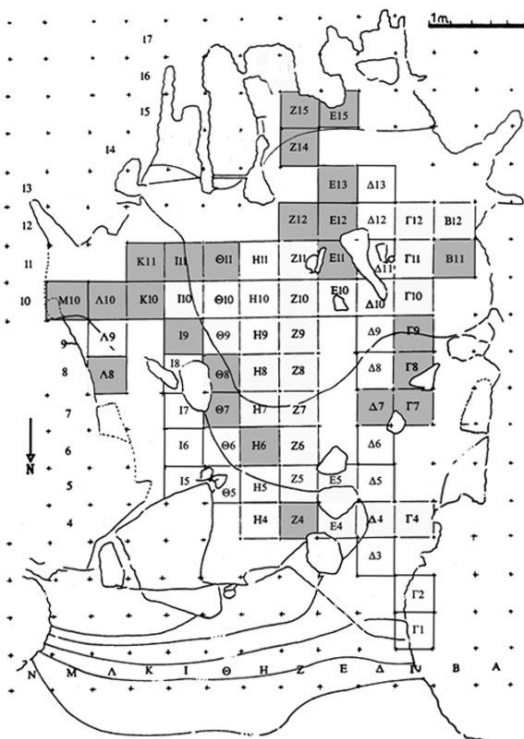 1m
17
16
15 Z15 E15
Z14
14
13 E13 Δ13
12 Z12 E12 Δ12 Γ12 B12
11 K11 I11 Θ11 H11 Z11 E11 Δ11 Γ11 B11
10 M10 Λ10 K10 I10 Θ10 H10 Z10 E10 Δ10 Γ10
9 Λ9 I9 Θ9 H9 Z9 Δ9 Γ9
8 Λ8 I8 Θ8 H8 Z8 Δ8 Γ8
7 I7 Θ7 H7 Z7 Δ7 Γ7
6 I6 Θ6 H6 Z6 Δ6
5 I5 Θ5 H5 Z5 E5 Δ5
4 H4 Z4 E4 Δ4 Γ4
Δ3
Γ2
Γ1
N
N M Λ K I Θ H Z E Δ Γ B A